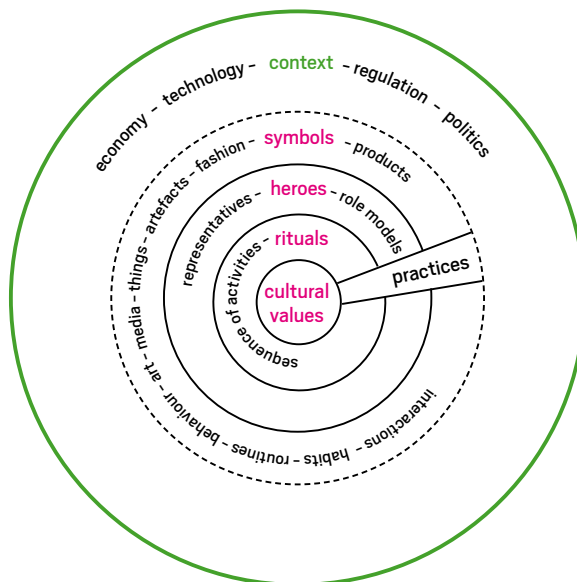 economy – technology – context – regulation – politics
interactions – habits – routines – behaviour – art – media – things – artefacts – fashion – symbols – products
representatives – heroes – role models
sequence of activities – rituals
cultural
values
practices